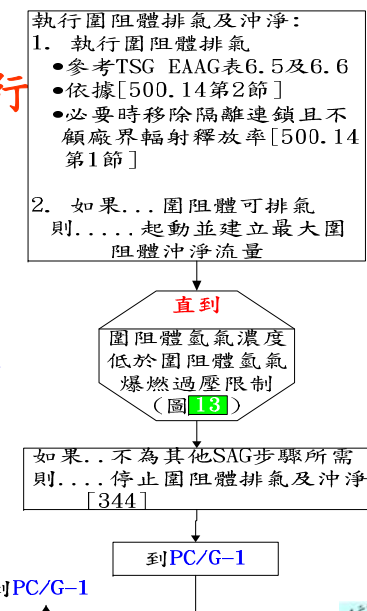 執行圍阻體排氣及沖淨:
1. 執行圍阻體排氣
●參考TSG EAAG表6.5及6.6
●依據[500.14第2節]
●必要時移除隔離連鎖且不
顧廠界輻射釋放率[500.14
第1節]
行
2. 如果...圍阻體可排氣
則.....起動並建立最大圍
阻體沖淨流量
直到
圍阻體氫氣濃度
低於圍阻體氫氣
爆燃過壓限制
(圖13)
如果..不為其他SAG步驟所需
則....停止圍阻體排氣及沖淨
[344]
到PC/G-1
到PC/G-1